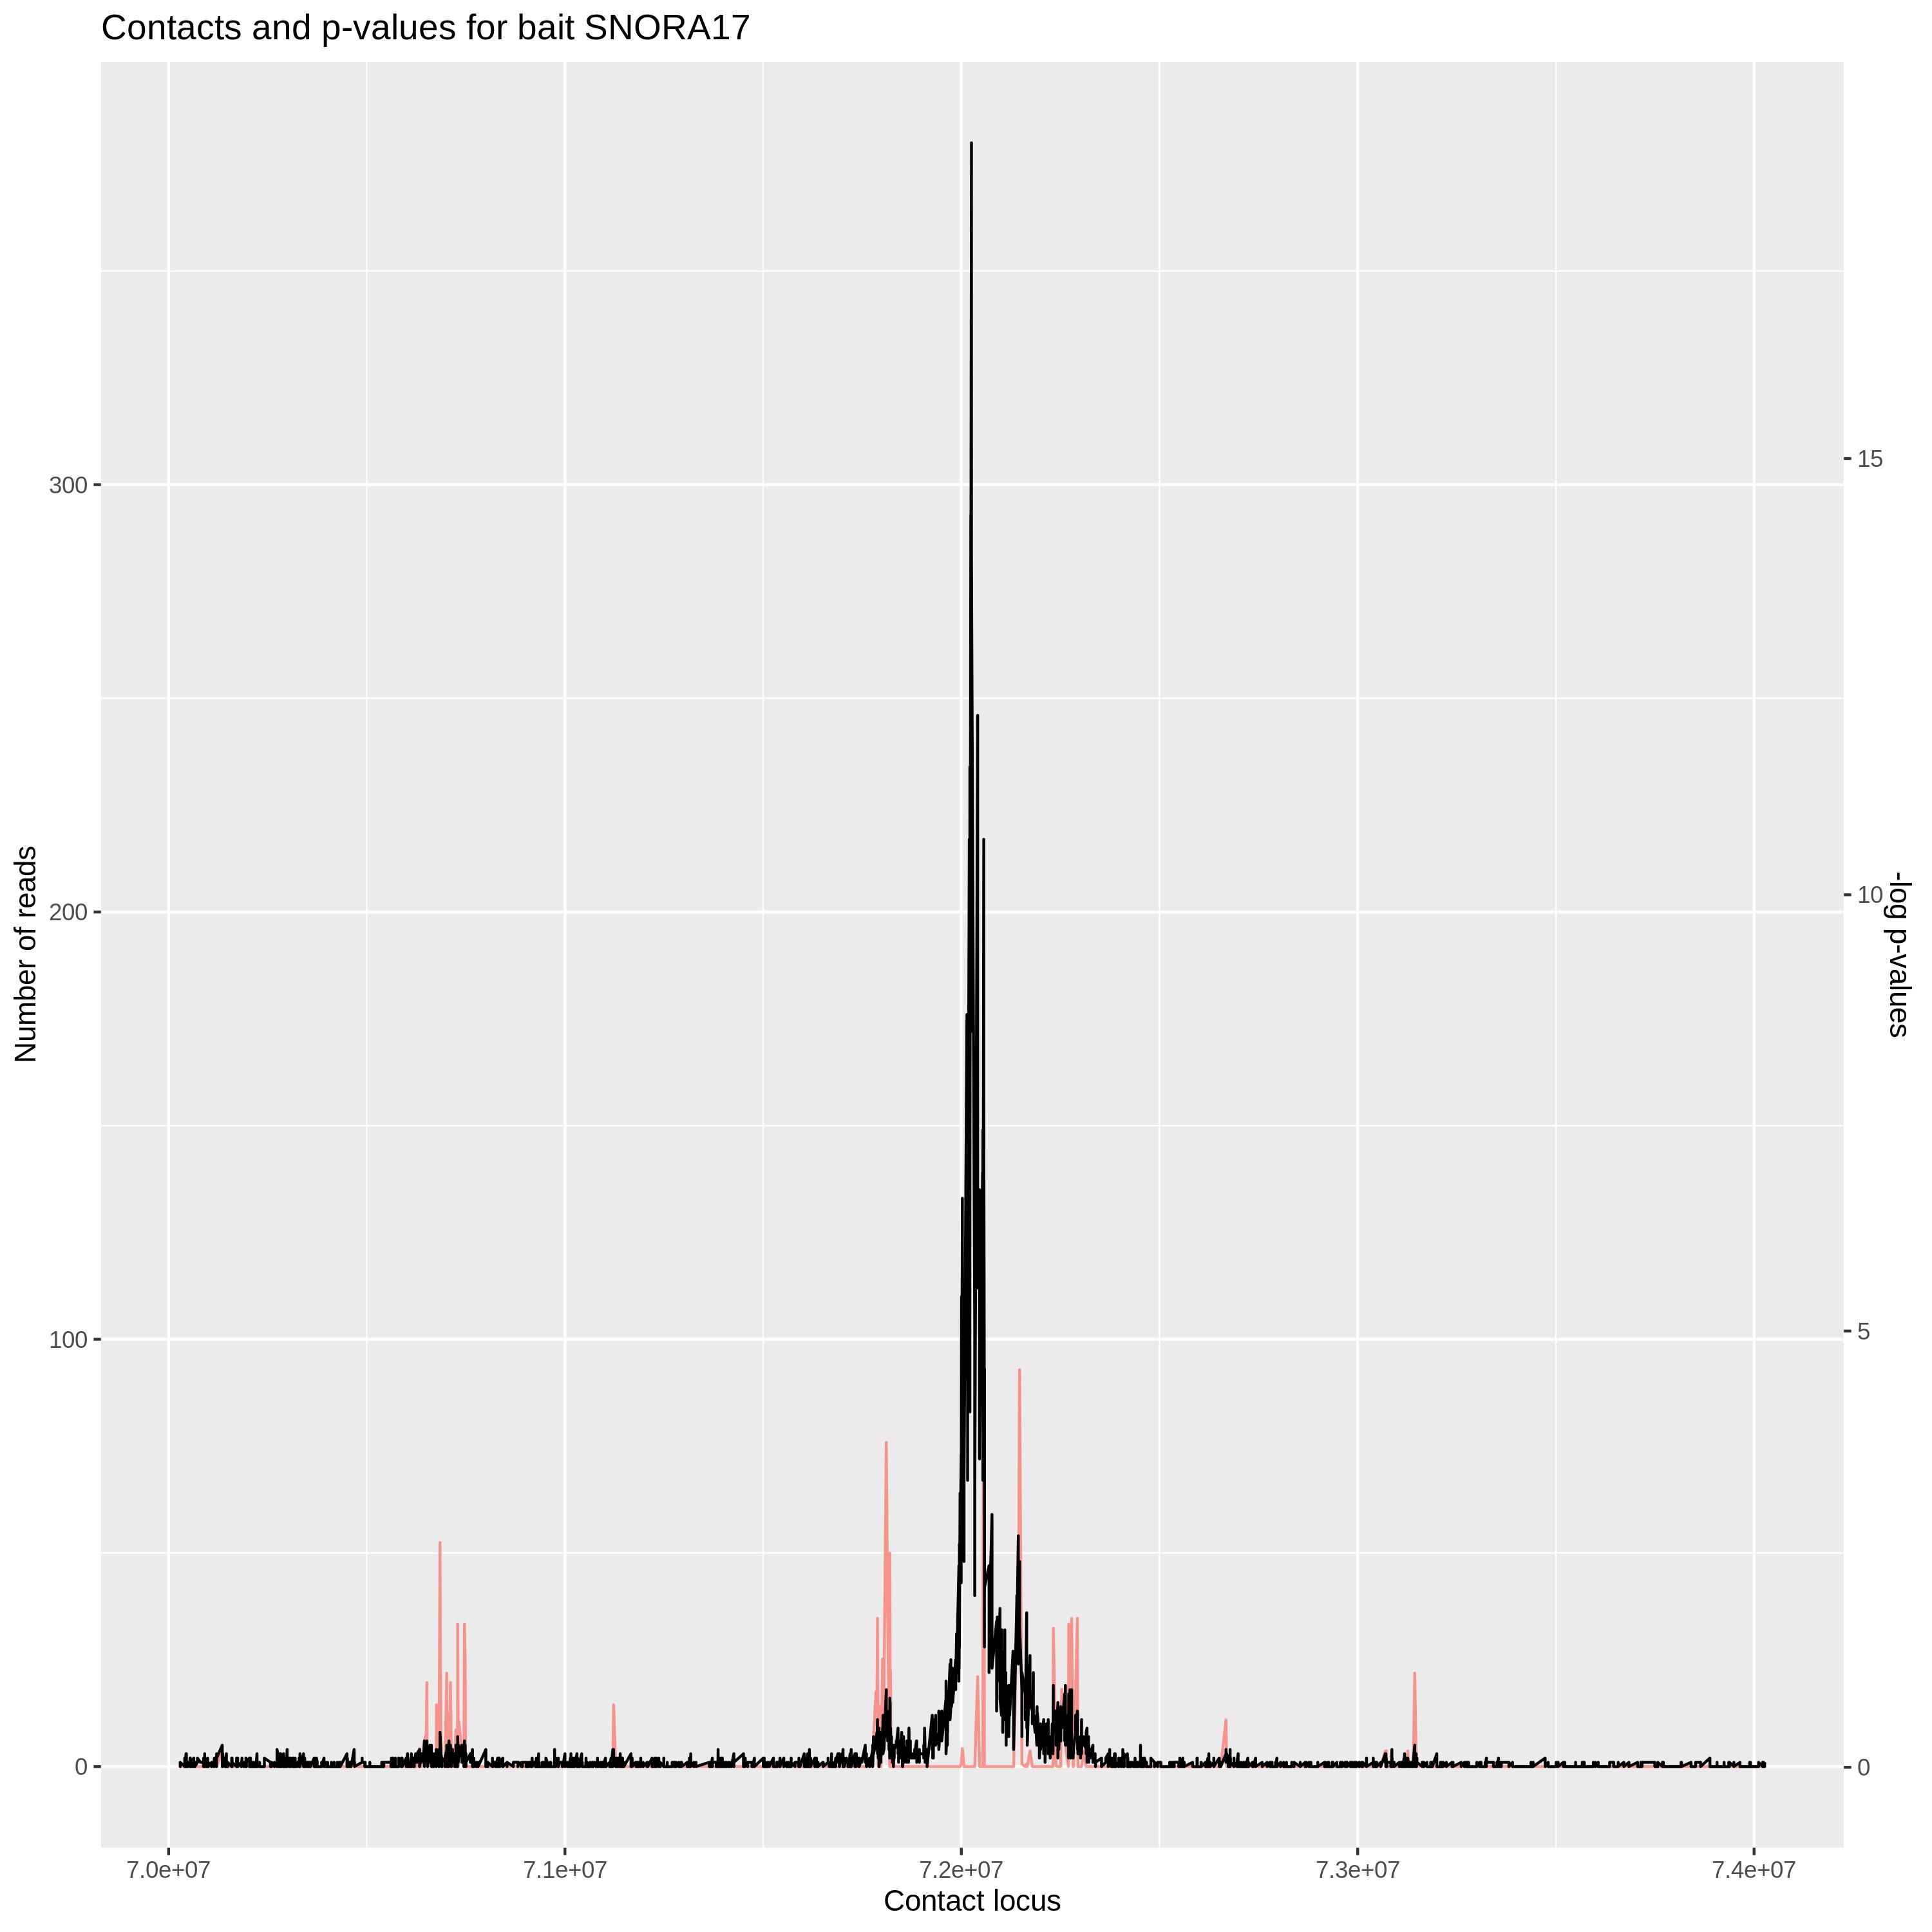 Contacts and p-values for bait SNORA17
Number of reads
300
200
100
0
15
10
5
0
-log p-values
7.0e+07
7.1e+07
7.2e+07
7.3e+07
7.4e+07
Contact locus